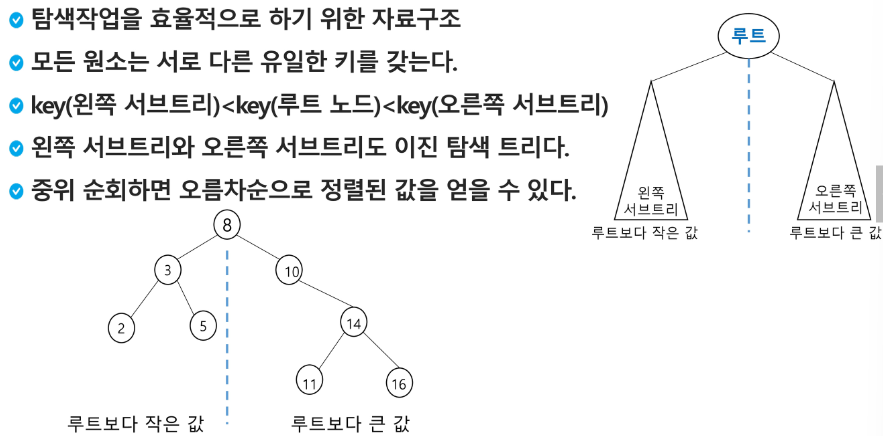 탐색작업을 효율적으로 하기 위한 자료구조
모든 원소는 서로 다른 유일한 키를 갖는다.
key(왼쪽 서브트리)<key(루트 노드)<key(오른쪽 서브트리)
왼쪽 서브트리와 오른쪽 서브트리도 이진 탐색 트리다.
중위 순회하면 오름차순으로 정렬된 값을 얻을 수 있다.
루트
왼쪽
서브트리
오른쪽
서브트리
루트보다 작은 값
루트보다 큰 값
8
3
10
2
5
14
11
16
루트보다 작은 값
루트보다 큰 값